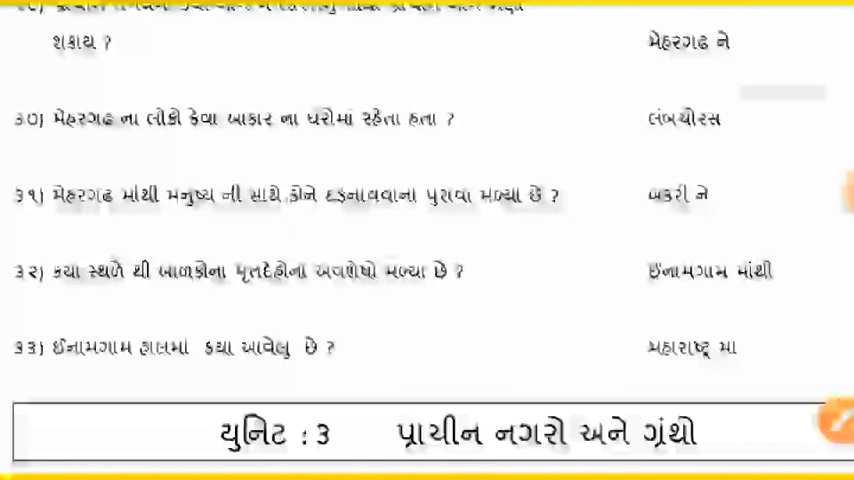 શકાય ? મેહરગઢ ને
૩૦) મેહરગઢ ના લોકો કેવા આકાર ના ઘરોમાં રહેતા હતા ? લંબચોરસ
૩૧) મેહરગઢ માંથી મનુષ્ય ની સાથે કોને દફનાવવાના પુરાવા મળ્યા છે ? બકરી ને
૩૨) કયા સ્થળે થી બાળકોના મૃતદેહોના અવશેષો મળ્યા છે ? ઈનામગામ માંથી
૩૩) ઈનામગામ હાલમાં કયા આવેલુ છે ? મહારાષ્ટ્ર મા
યુનિટ : ૩ પ્રાચીન નગરો અને ગ્રંથો